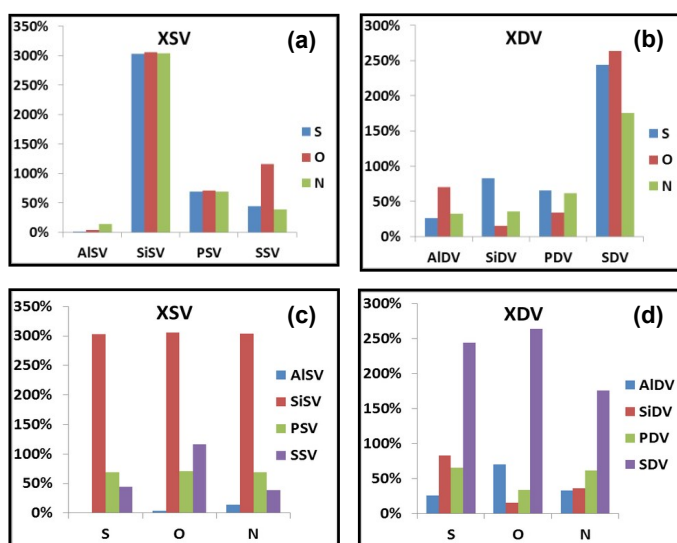 XSV (a)
350%
300%
250%
200%
150%
100%
50%
0%
AlSV SiSV PSV SSV
S
O
N
XDV (b)
300%
250%
200%
150%
100%
50%
0%
AlDV SiDV PDV SDV
S
O
N
XSV (c)
350%
300%
250%
200%
150%
100%
50%
0%
S O N
AlSV
SiSV
PSV
SSV
XDV (d)
300%
250%
200%
150%
100%
50%
0%
S O N
AlDV
SiDV
PDV
SDV